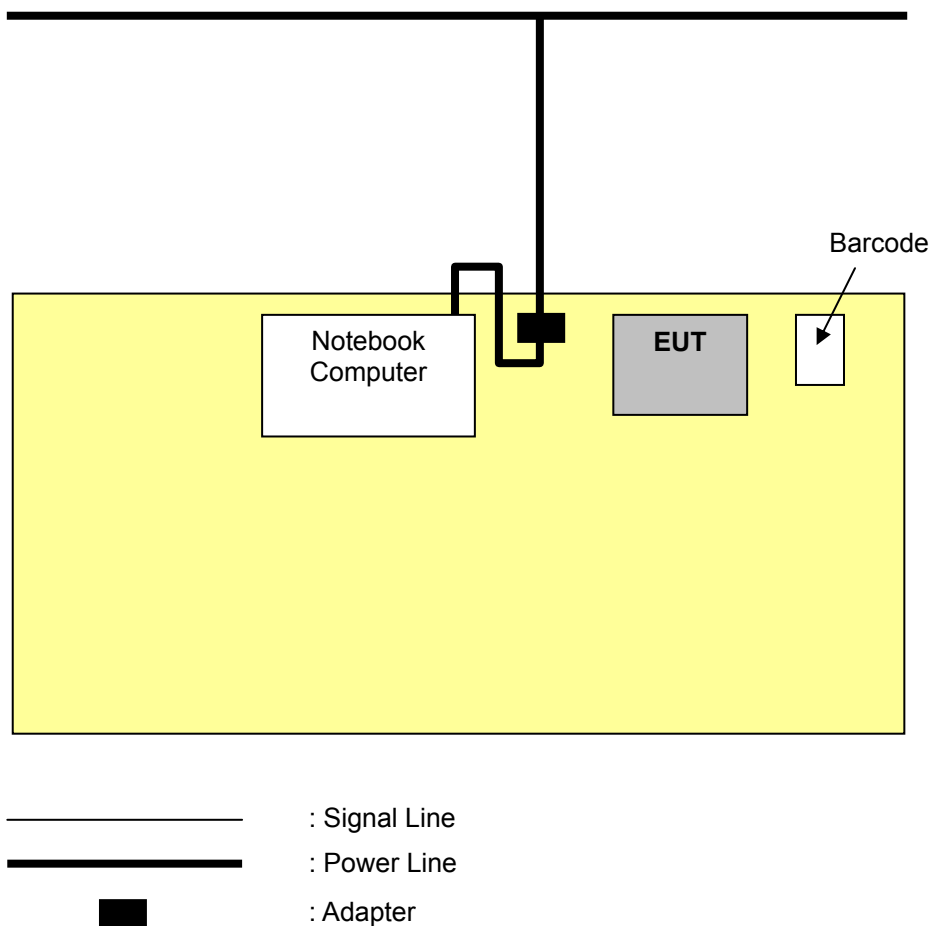 Barcode
Notebook
Computer
EUT
: Signal Line
: Power Line
: Adapter